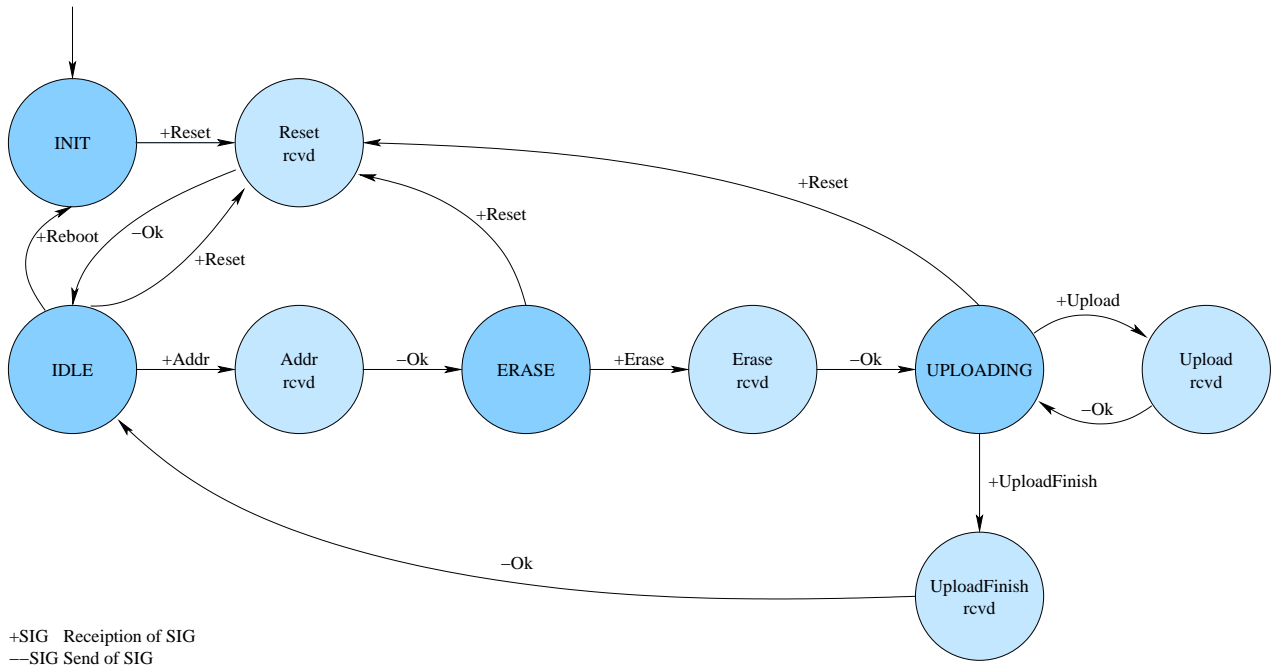 INIT
+Reset
Reset
rcvd
+Reset
+Reset
+Reboot
−Ok
+Reset
+Upload
IDLE
+Addr
Addr
rcvd
−Ok
ERASE
+Erase
Erase
rcvd
−Ok
UPLOADING
Upload
rcvd
−Ok
+UploadFinish
−Ok
UploadFinish
rcvd
+SIG Receiption of SIG
−−SIG Send of SIG